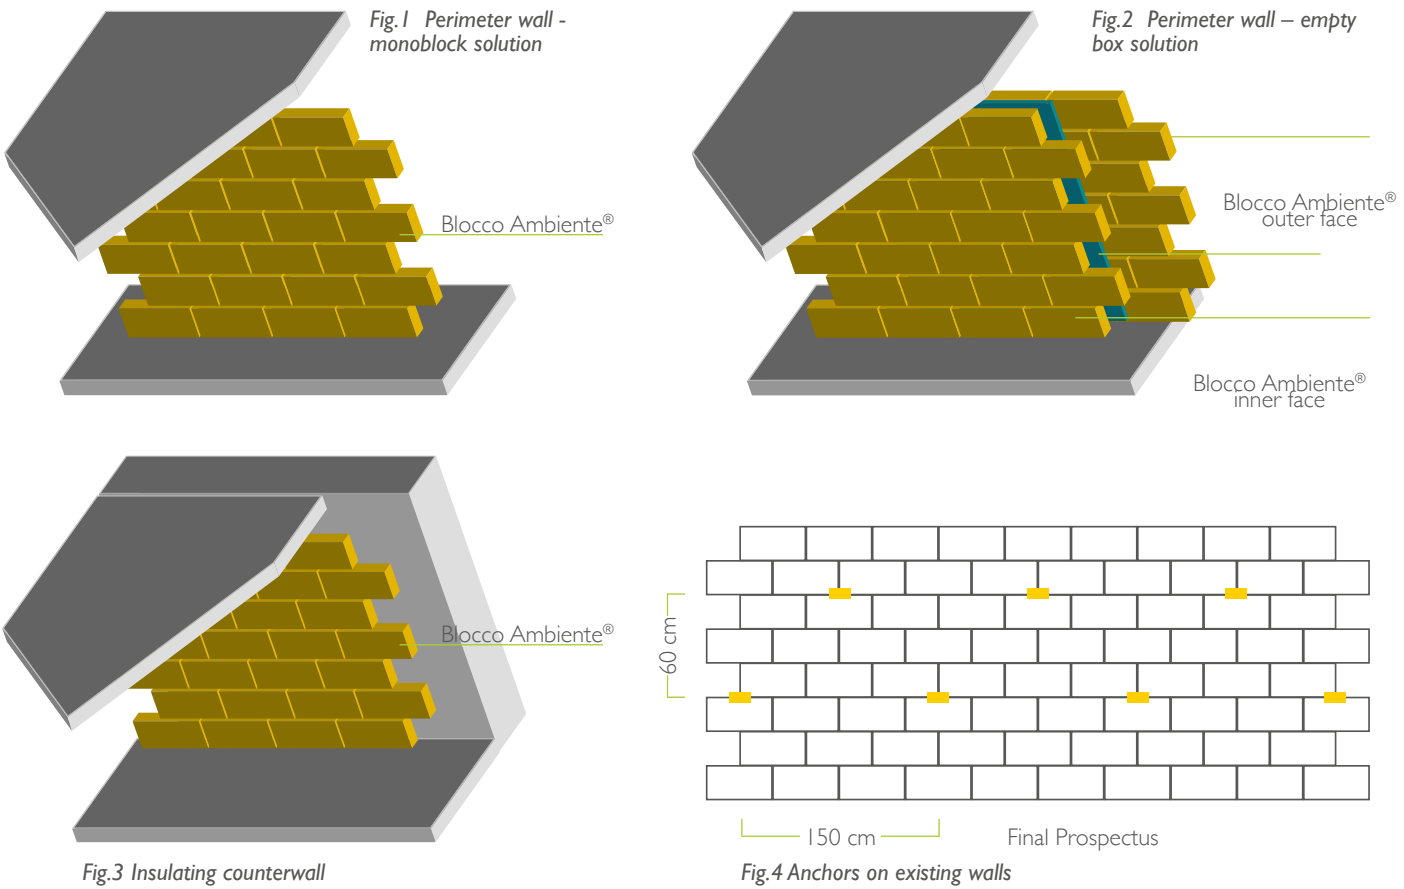 Fig.1 Perimeter wall -
monoblock solution
Blocco Ambiente®
Fig.2 Perimeter wall – empty
box solution
Blocco Ambiente®
outer face
Blocco Ambiente®
inner face
Blocco Ambiente®
Fig.3 Insulating counterwall
60 cm
150 cm
Final Prospectus
Fig.4 Anchors on existing walls